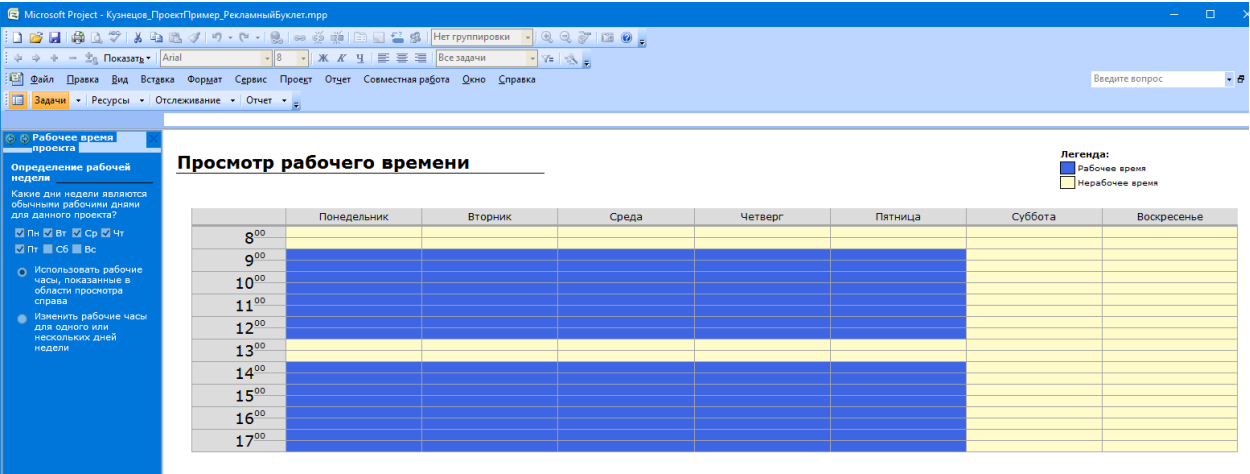 Microsoft Project - Кузнецов_ПроектПример_РекламныйБуклет.mpp
Нет группировки
Показать Arial 8 Ж К Ч Все задачи
Файл Правка Вид Вставка Формат Сервис Проект Отчет Совместная работа Окно Справка Введите вопрос
Задачи Ресурсы Отслеживание Отчет
Рабочее время
проекта
Определение рабочей
недели
Какие дни недели являются
обычными рабочими днями
для данного проекта?
Пн Вт Ср Чт
Пт Сб Вс
Использовать рабочие
часы, показанные в
области просмотра
справа
Изменить рабочие часы
для одного или
нескольких дней
недели
Просмотр рабочего времени
Легенда:
Рабочее время
Нерабочее время
Понедельник Вторник Среда Четверг Пятница Суббота Воскресенье
8⁰⁰
9⁰⁰
10⁰⁰
11⁰⁰
12⁰⁰
13⁰⁰
14⁰⁰
15⁰⁰
16⁰⁰
17⁰⁰